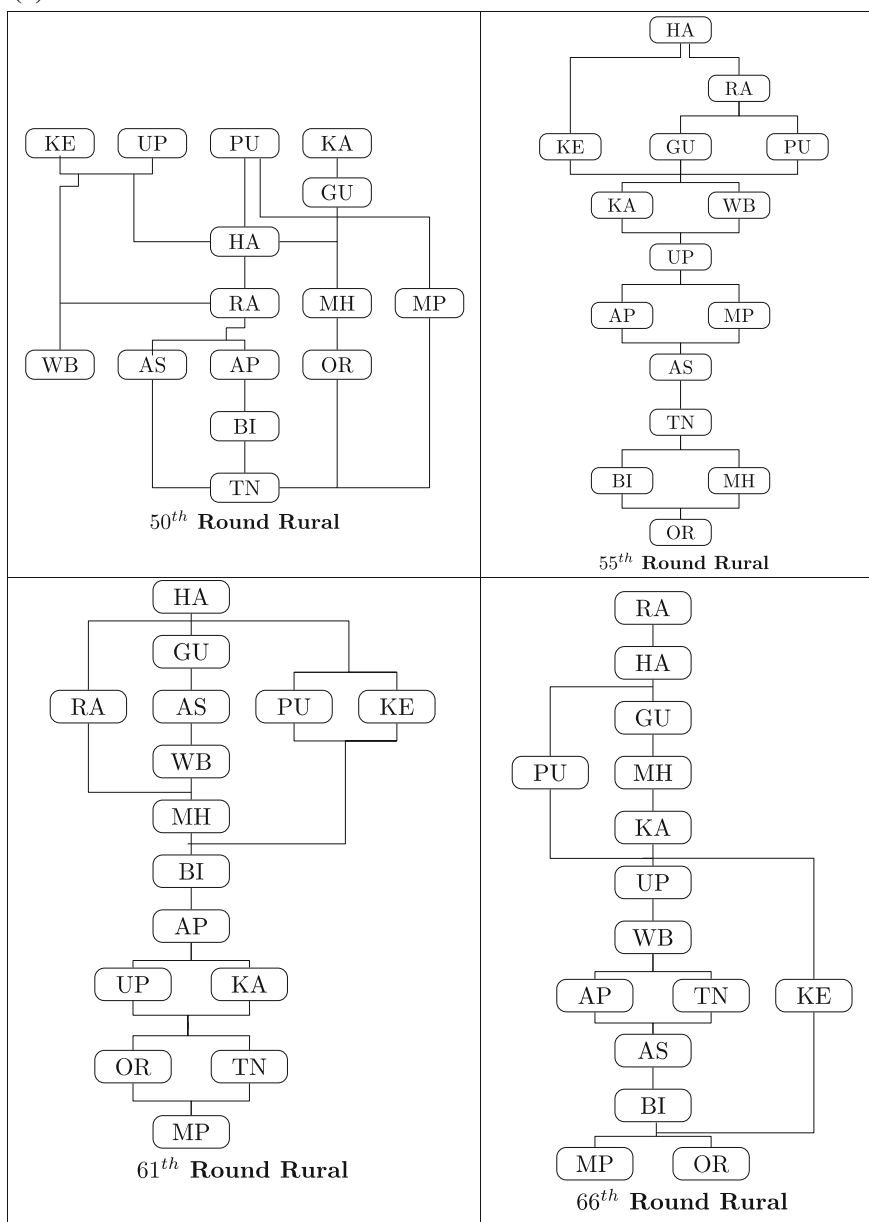 KE UP PU KA
GU
HA
RA MH MP
WB AS AP OR
BI
TN
50th Round Rural
HA
RA
KE GU PU
KA WB
UP
AP MP
AS
TN
BI MH
OR
55th Round Rural
HA
GU
RA AS PU KE
WB
MH
BI
AP
UP KA
OR TN
MP
61th Round Rural
RA
HA
GU
PU MH
KA
UP
WB
AP TN KE
AS
BI
MP OR
66th Round Rural